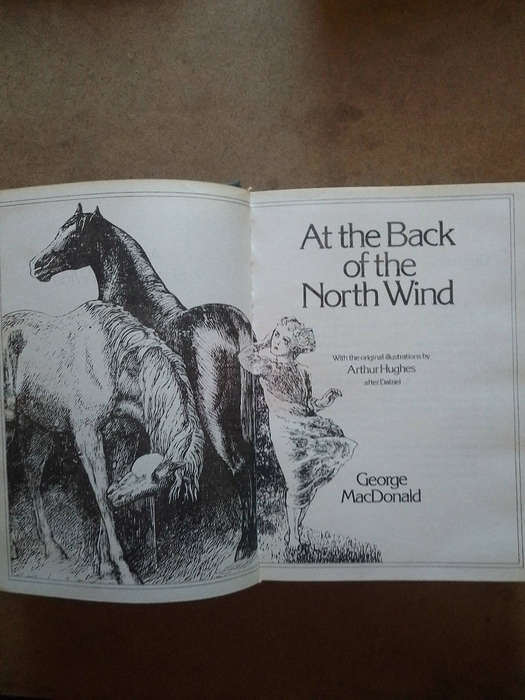 At the Back
of the
North Wind
With the original illustrations by
Arthur Hughes
after Dalziel
George
MacDonald